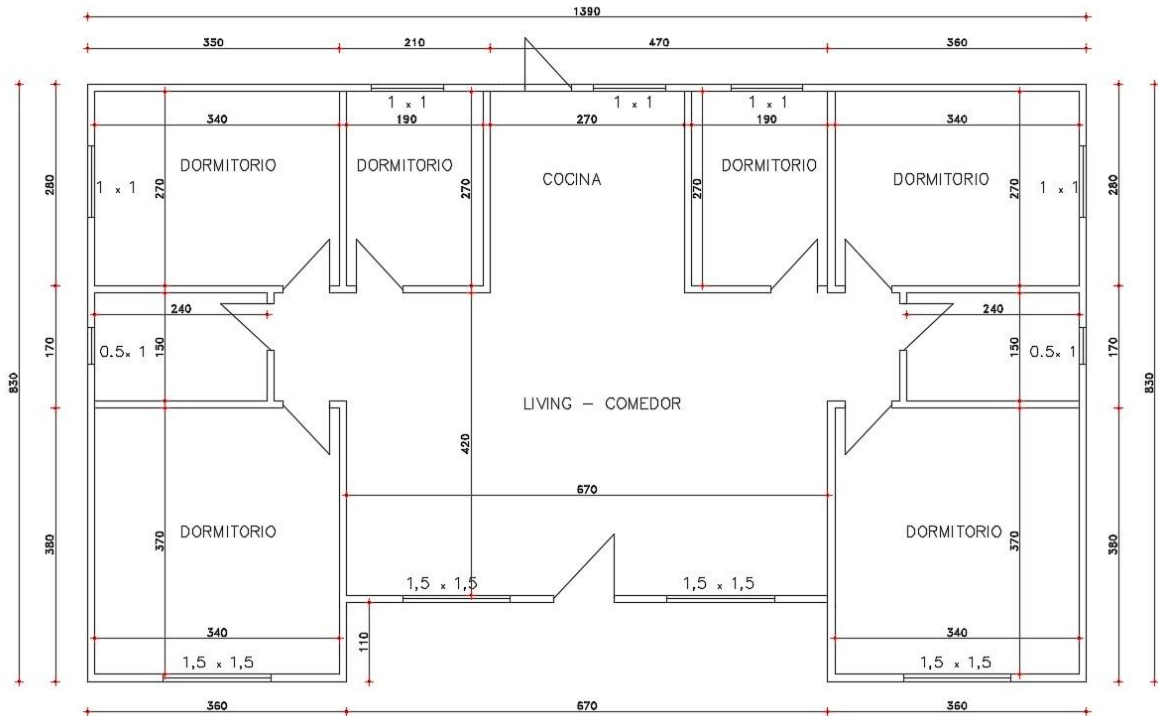 1390
350 210 470 360
1 x 1 1 x 1 1 x 1
340 190 270 190 340
DORMITORIO DORMITORIO COCINA DORMITORIO DORMITORIO
280 1 x 1 270 270 270 270 1 x 1 280
240 240
830 170 0.5x 1 150 150 0.5x 1 170 830
LIVING - COMEDOR
420
670
380 DORMITORIO 370 DORMITORIO 370 380
1,5 x 1,5 1,5 x 1,5
340 110 340
1,5 x 1,5 1,5 x 1,5
360 670 360